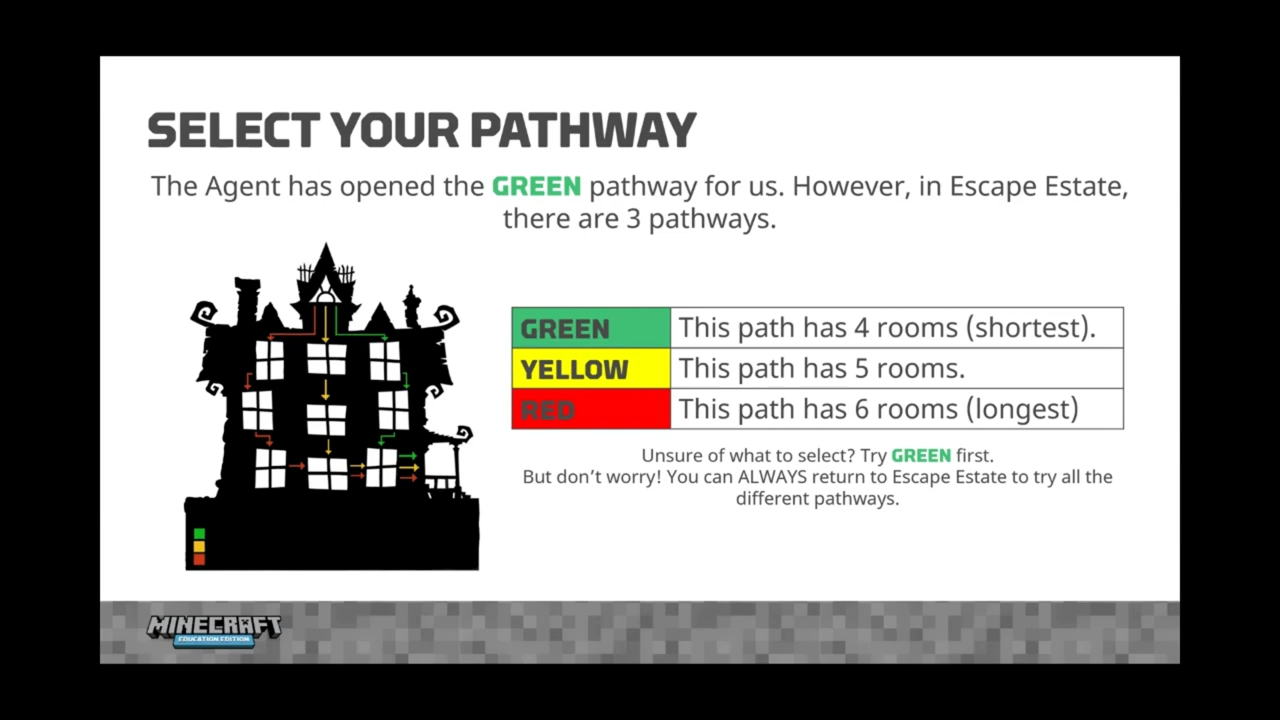 SELECT YOUR PATHWAY
The Agent has opened the GREEN pathway for us. However, in Escape Estate,
there are 3 pathways.
GREEN This path has 4 rooms (shortest).
YELLOW This path has 5 rooms.
RED This path has 6 rooms (longest)
Unsure of what to select? Try GREEN first.
But don’t worry! You can ALWAYS return to Escape Estate to try all the
different pathways.
MINECRAFT
EDUCATION EDITION